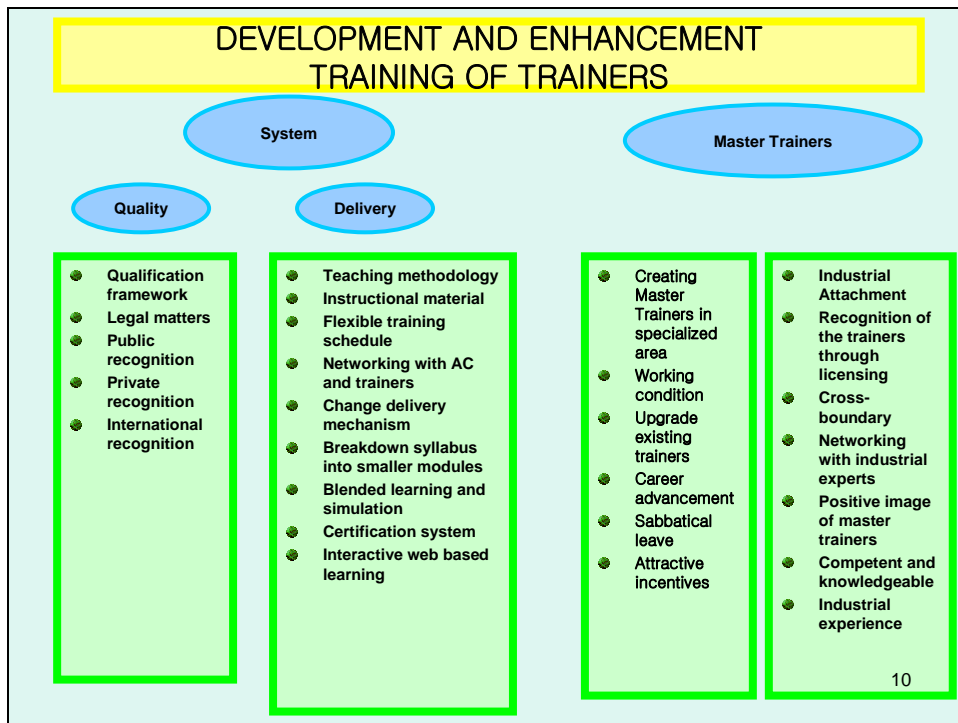 DEVELOPMENT AND ENHANCEMENT
TRAINING OF TRAINERS
System
Master Trainers
Quality
Delivery
Qualification
framework
Legal matters
Public
recognition
Private
recognition
International
recognition
Teaching methodology
Instructional material
Flexible training
schedule
Networking with AC
and trainers
Change delivery
mechanism
Breakdown syllabus
into smaller modules
Blended learning and
simulation
Certification system
Interactive web based
learning
Creating
Master
Trainers in
specialized
area
Working
condition
Upgrade
existing
trainers
Career
advancement
Sabbatical
leave
Attractive
incentives
Industrial
Attachment
Recognition of
the trainers
through
licensing
Cross-
boundary
Networking
with industrial
experts
Positive image
of master
trainers
Competent and
knowledgeable
Industrial
experience
10